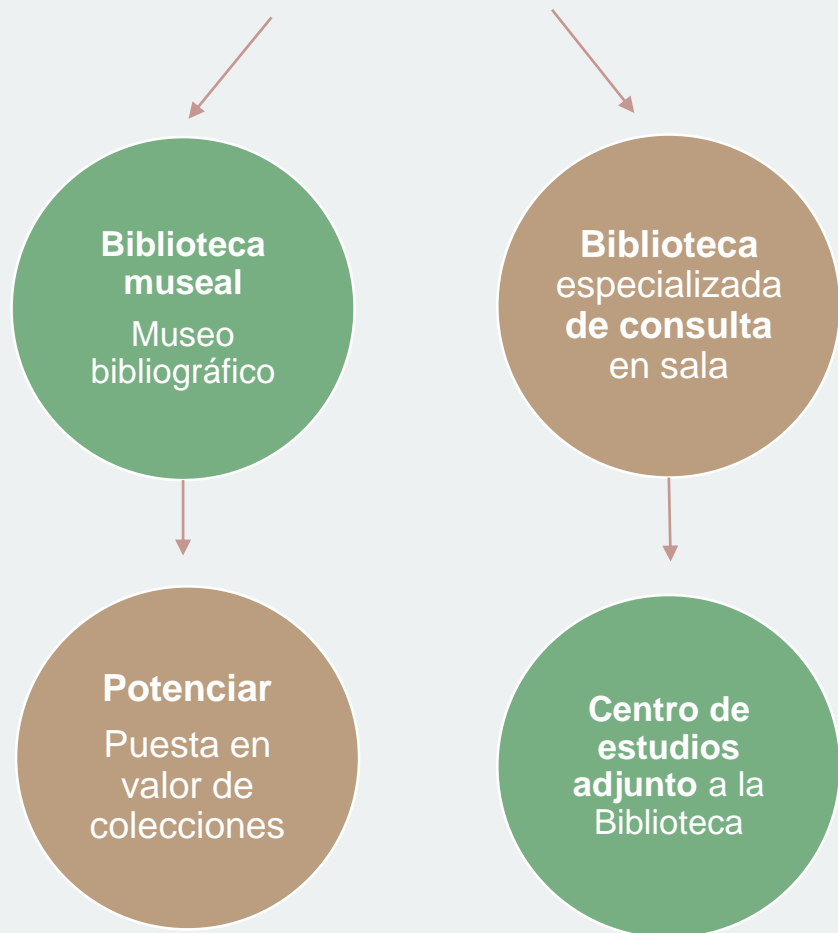 Biblioteca
museal
Museo
bibliográfico
Biblioteca
especializada
de consulta
en sala
Potenciar
Puesta en
valor de
colecciones
Centro de
estudios
adjunto a la
Biblioteca